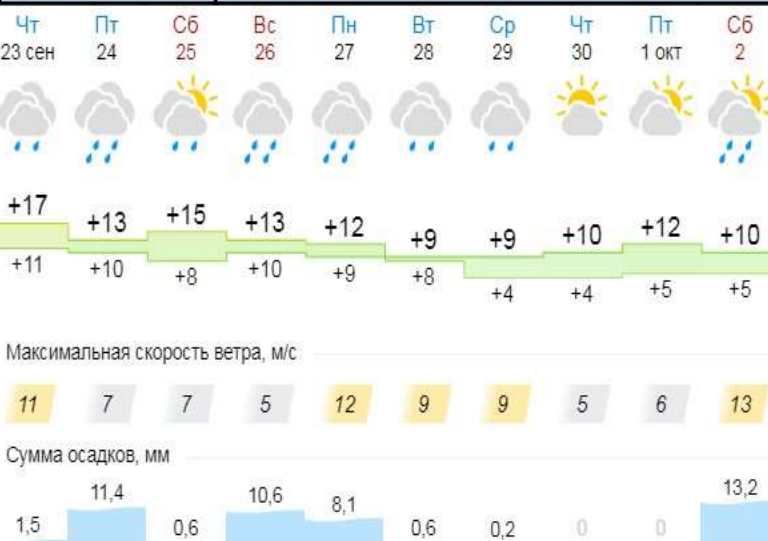 Чт Пт Сб Вс Пн Вт Ср Чт Пт Сб
23 сен 24 25 26 27 28 29 30 1 окт 2
+17 +13 +15 +13 +12 +9 +9 +10 +12 +10
+11 +10 +8 +10 +9 +8 +4 +4 +5 +5
Максимальная скорость ветра, м/с
11 7 7 5 12 9 9 5 6 13
Сумма осадков, мм
1,5 11,4 0,6 10,6 8,1 0,6 0,2 0 0 13,2